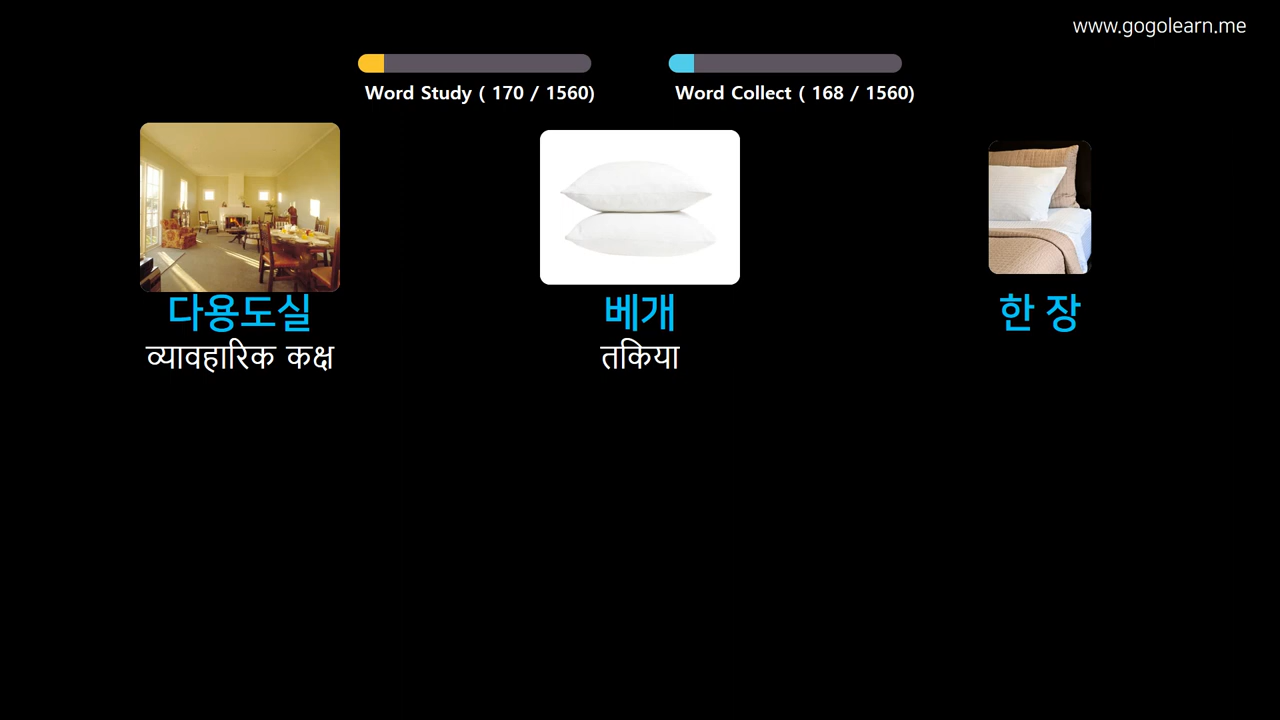 www.gogolearn.me
Word Study ( 170 / 1560)
Word Collect ( 168 / 1560)
다용도실
베개
한 장
व्यावहारिक कक्ष
तकिया